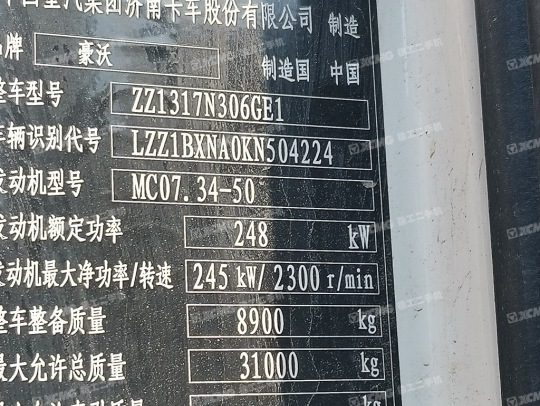 中国重汽集团济南卡车股份有限公司 制造
品牌 豪沃
制造国 中国
整车型号 ZZ1317N306GE1
车辆识别代号 LZZ1BXNA0KN504224
发动机型号 MC07.34-50
发动机额定功率 248 kW
发动机最大净功率/转速 245 kW/ 2300 r/min
整车整备质量 8900 kg
最大允许总质量 31000 kg
kg